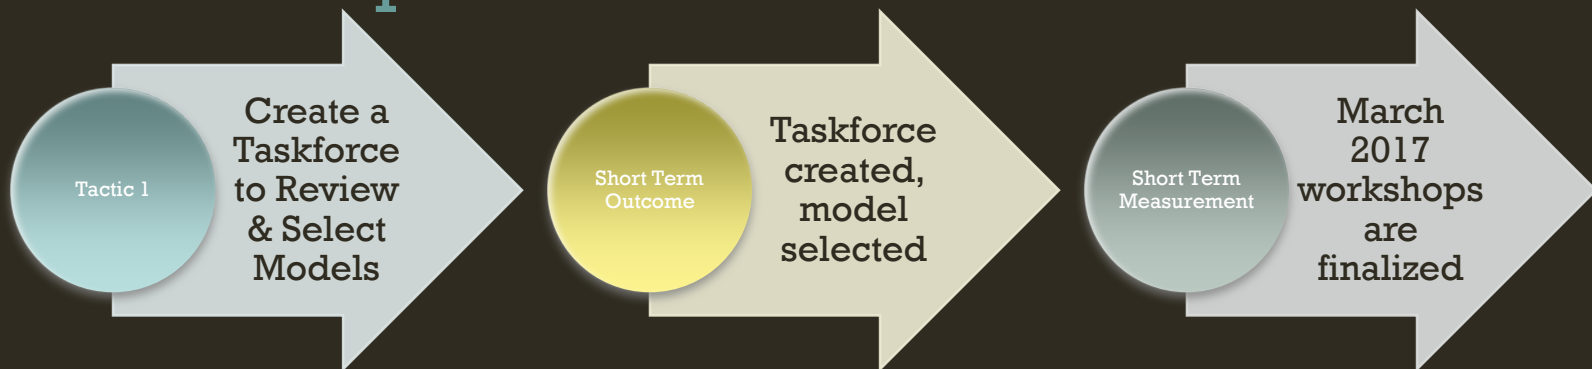 Tactic 1
Create a
Taskforce
to Review
& Select
Models
Short Term
Outcome
Taskforce
created,
model
selected
Short Term
Measurement
March
2017
workshops
are
finalized